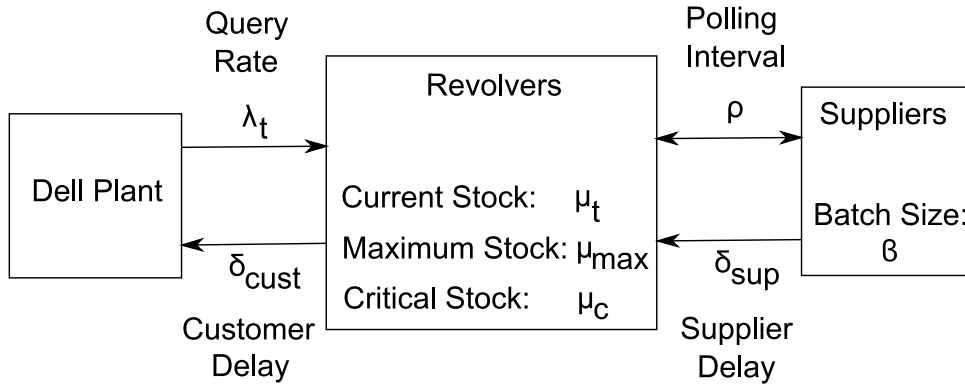 Query
Rate
λt
Dell Plant
δcust
Customer
Delay
Revolvers
Current Stock: μt
Maximum Stock: μmax
Critical Stock: μc
Polling
Interval
ρ
δsup
Supplier
Delay
Suppliers
Batch Size:
β